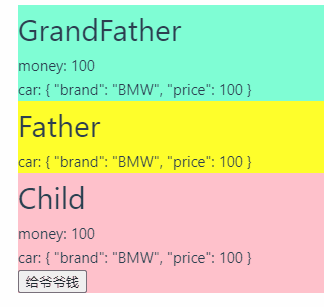 GrandFather
money: 100
car: { "brand": "BMW", "price": 100 }
Father
car: { "brand": "BMW", "price": 100 }
Child
money: 100
car: { "brand": "BMW", "price": 100 }
给爷爷钱